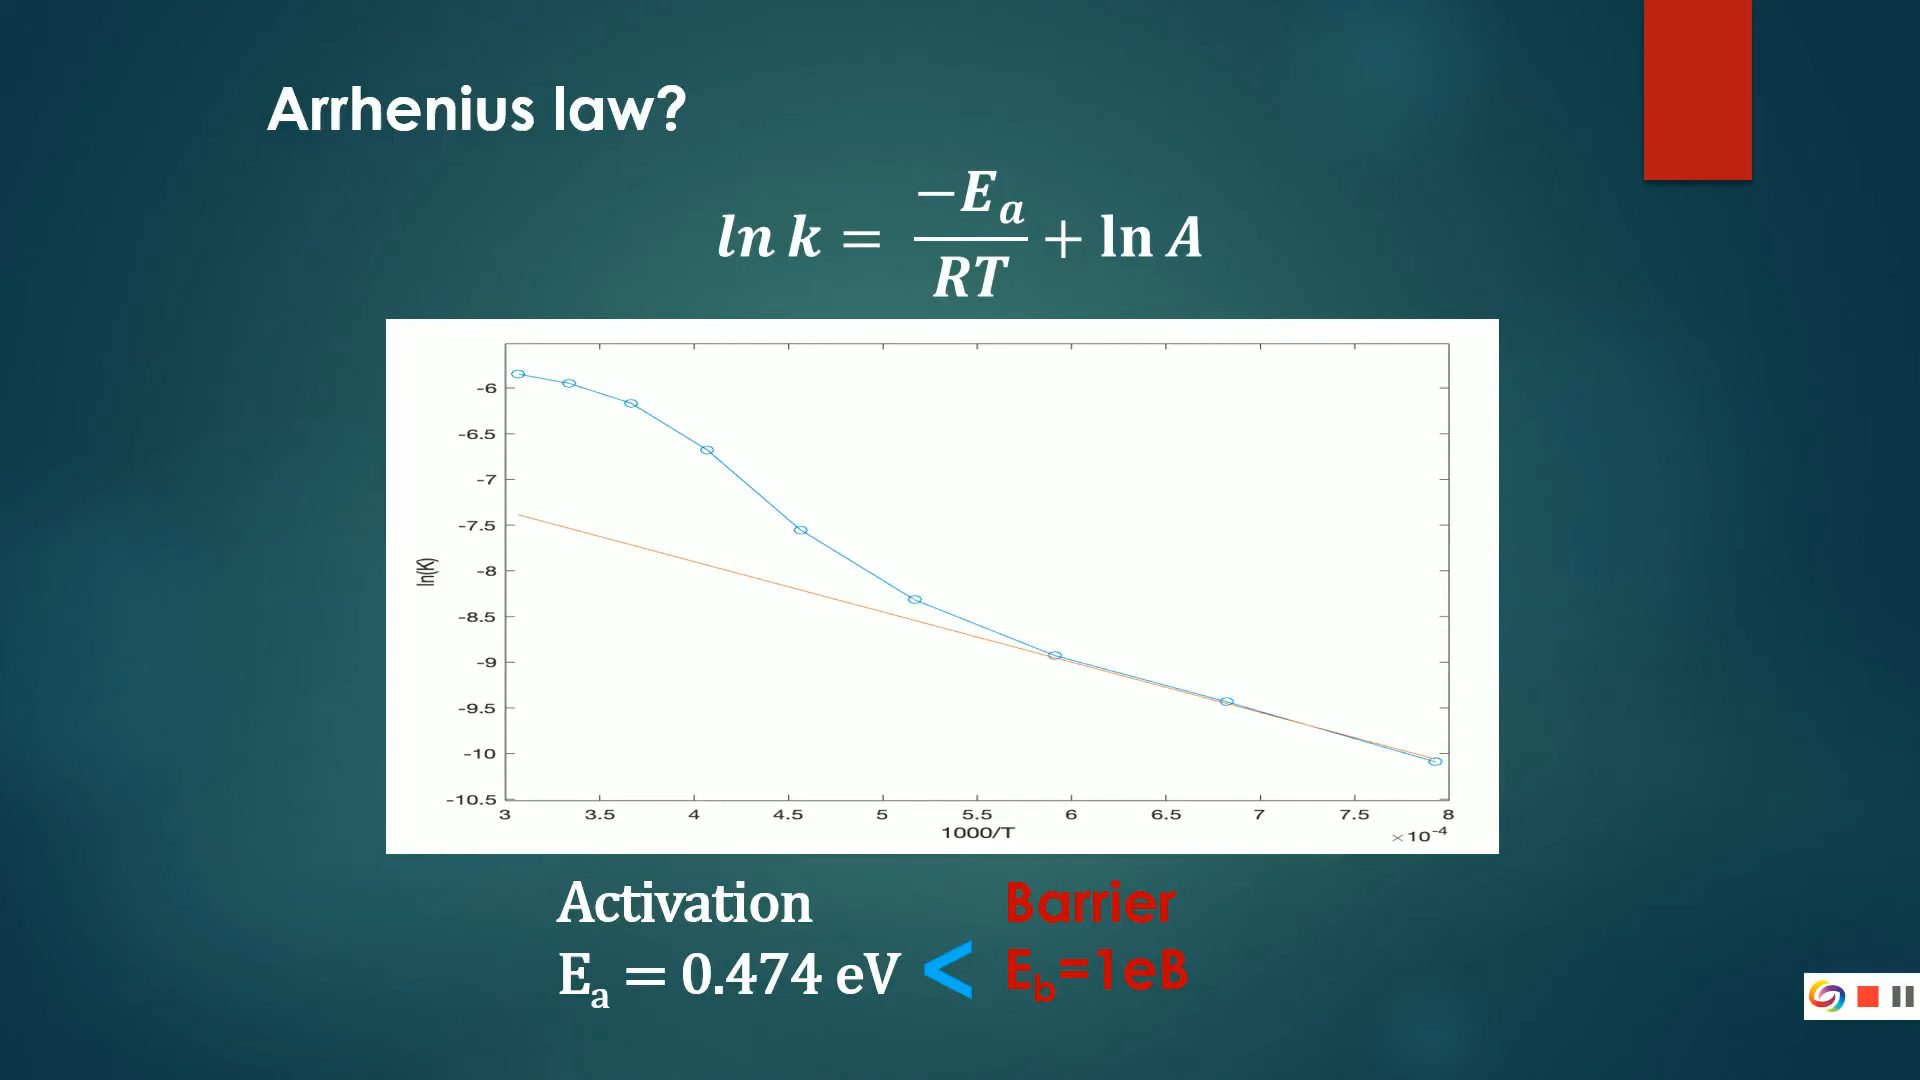 Arrhenius law?
ln k = −E_a / RT + ln A
-6
-6.5
-7
-7.5
-8
-8.5
-9
-9.5
-10
-10.5
ln(K)
3 3.5 4 4.5 5 5.5 6 6.5 7 7.5 8
1000/T
×10⁻⁴
Activation Barrier
Eₐ = 0.474 eV < E_b=1eB